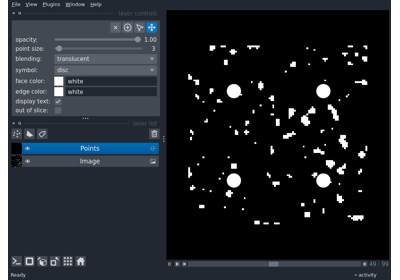 File View Plugins Window Help
layer controls
opacity: 1.00
point size: 3
blending: translucent
symbol: disc
face color: white
edge color: white
display text:
out of slice:
layer list
Points
Image
49 99
Ready
activity